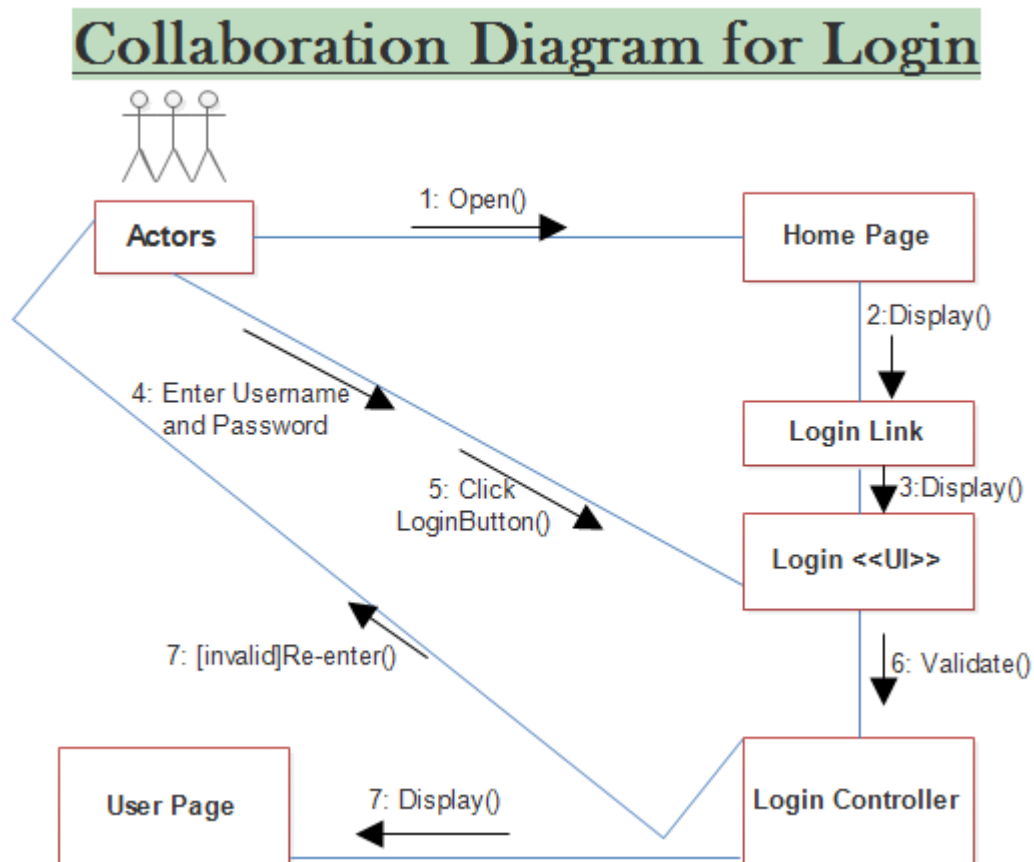 Collaboration Diagram for Login
1: Open()
Actors
Home Page
2:Display()
4: Enter Username
and Password
Login Link
5: Click
LoginButton()
3:Display()
Login <<UI>>
7: [invalid]Re-enter()
6: Validate()
User Page
7: Display()
Login Controller